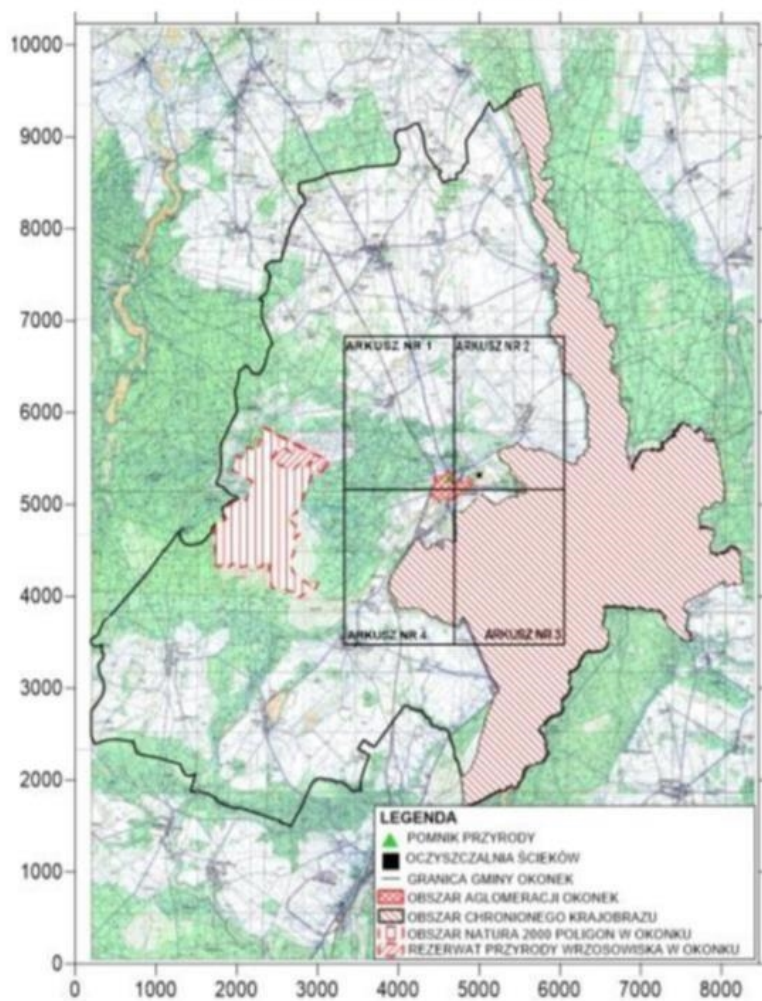 10000
9000
8000
7000
ARKUSZ NR 1 ARKUSZ NR 2
6000
5000
4000
ARKUSZ NR 4 ARKUSZ NR 3
3000
2000
LEGENDA
POMNIK PRZYRODY
OCZYSZCZALNIA ŚCIEKÓW
1000
GRANICA GMINY OKONEK
OBSZAR AGLOMERACJI OKONEK
OBSZAR CHRONIONEGO KRAJOBRAZU
OBSZAR NATURA 2000 POLIGON W OKONKU
REZERWAT PRZYRODY WRZOSOWISKA W OKONKU
0
0 1000 2000 3000 4000 5000 6000 7000 8000